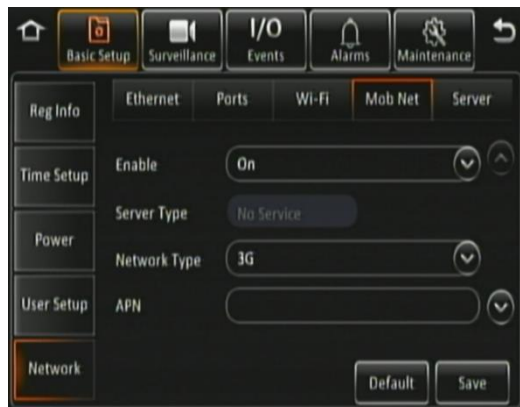 Basic Setup
Surveillance
I/O
Events
Alarms
Maintenance
Reg Info
Time Setup
Power
User Setup
Network
Ethernet
Ports
Wi-Fi
Mob Net
Server
Enable
On
Server Type
No Service
Network Type
3G
APN
Default
Save